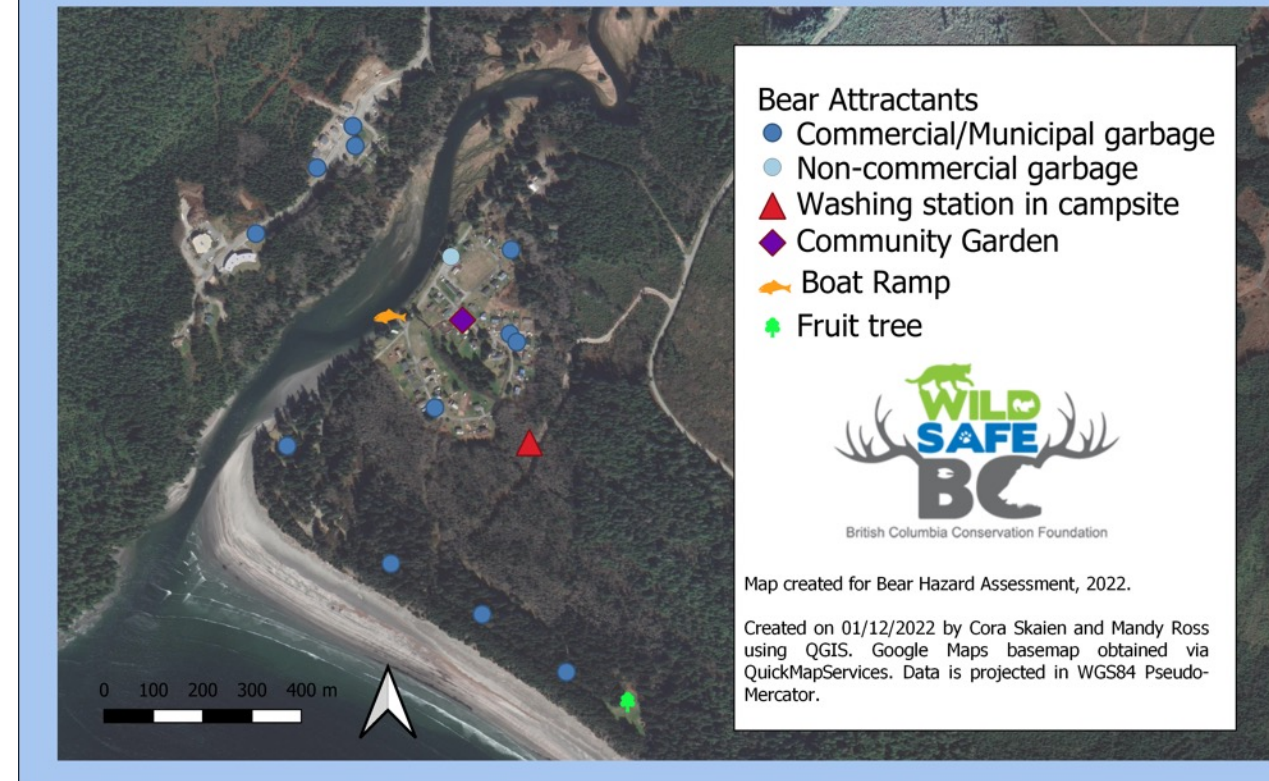 Bear Attractants
Commercial/Municipal garbage
Non-commercial garbage
Washing station in campsite
Community Garden
Boat Ramp
Fruit tree
WILD
SAFE
BC
British Columbia Conservation Foundation
Map created for Bear Hazard Assessment, 2022.
Created on 01/12/2022 by Cora Skaien and Mandy Ross
using QGIS. Google Maps basemap obtained via
QuickMapServices. Data is projected in WGS84 Pseudo-
Mercator.
0 100 200 300 400 m